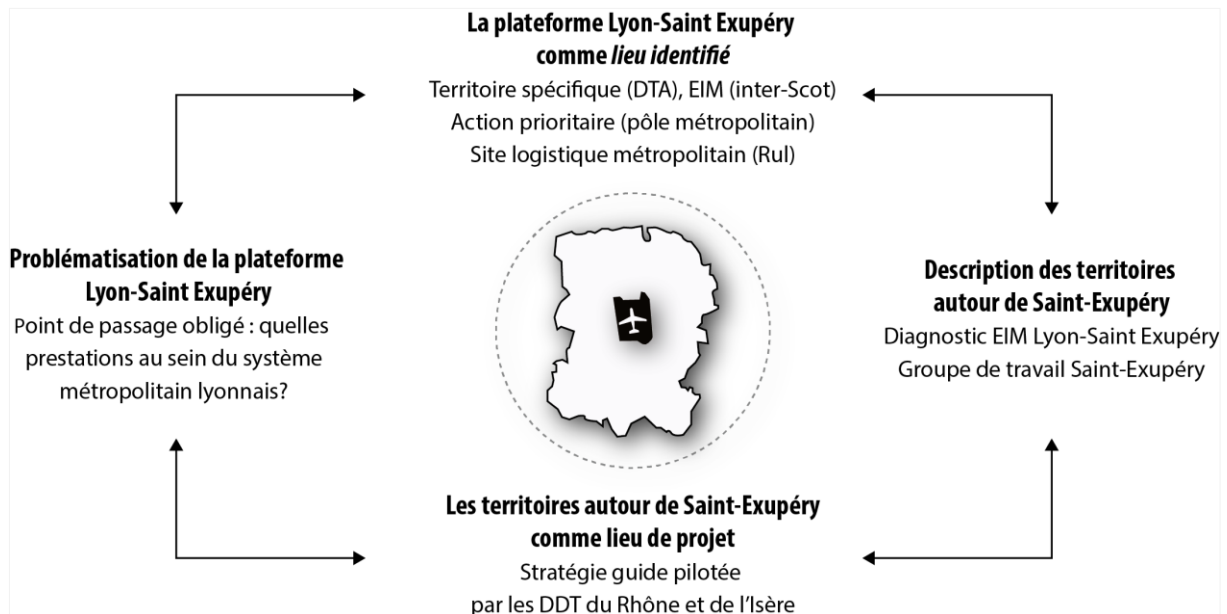 La plateforme Lyon-Saint Exupéry
comme lieu identifié
Territoire spécifique (DTA), EIM (inter-Scot)
Action prioritaire (pôle métropolitain)
Site logistique métropolitain (Rul)
Problématisation de la plateforme
Lyon-Saint Exupéry
Point de passage obligé : quelles
prestations au sein du système
métropolitain lyonnais?
Description des territoires
autour de Saint-Exupéry
Diagnostic EIM Lyon-Saint Exupéry
Groupe de travail Saint-Exupéry
Les territoires autour de Saint-Exupéry
comme lieu de projet
Stratégie guide pilotée
par les DDT du Rhône et de l'Isère